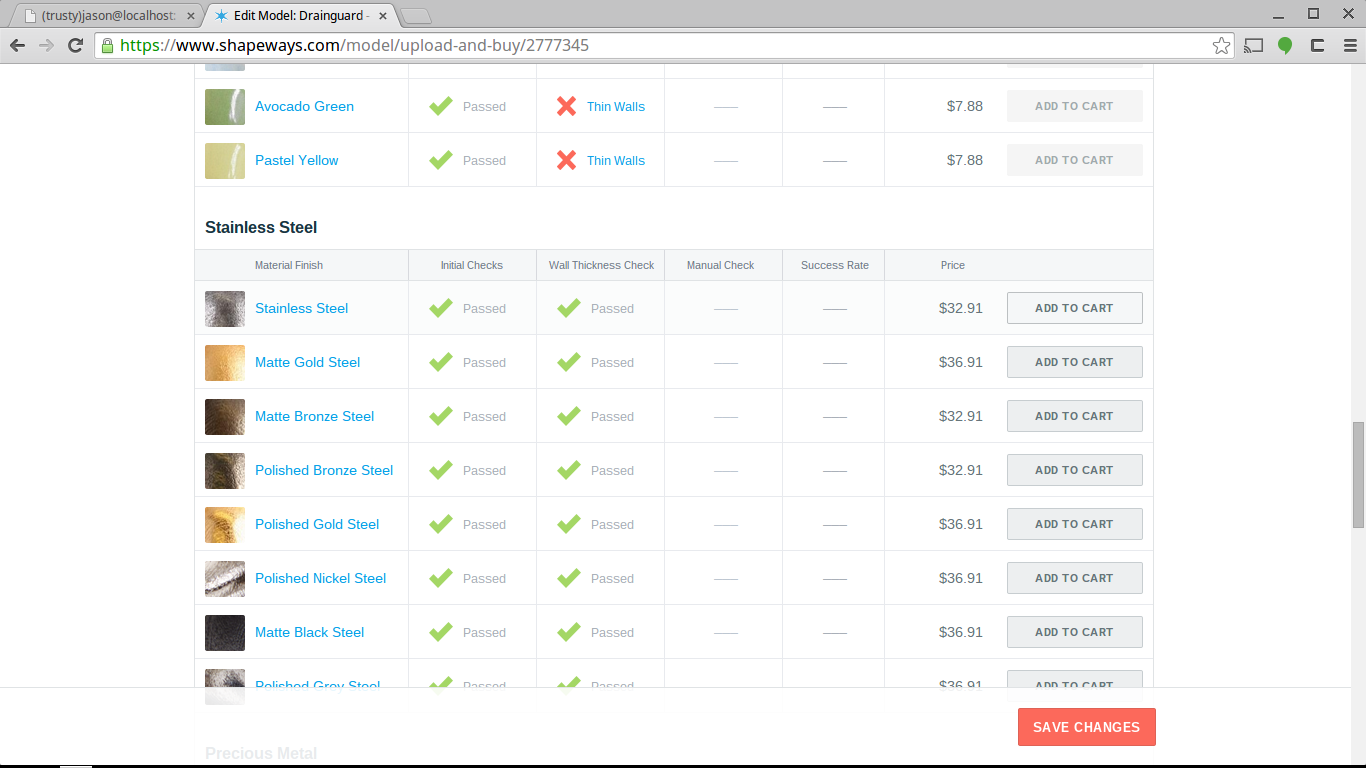 (trusty)jason@localhost:
Edit Model: Drainguard -
https://www.shapeways.com/model/upload-and-buy/2777345
Avocado Green Passed Thin Walls — — $7.88 ADD TO CART
Pastel Yellow Passed Thin Walls — — $7.88 ADD TO CART
Stainless Steel
Material Finish Initial Checks Wall Thickness Check Manual Check Success Rate Price
Stainless Steel Passed Passed — — $32.91 ADD TO CART
Matte Gold Steel Passed Passed — — $36.91 ADD TO CART
Matte Bronze Steel Passed Passed — — $32.91 ADD TO CART
Polished Bronze Steel Passed Passed — — $32.91 ADD TO CART
Polished Gold Steel Passed Passed — — $36.91 ADD TO CART
Polished Nickel Steel Passed Passed — — $36.91 ADD TO CART
Matte Black Steel Passed Passed — — $36.91 ADD TO CART
Polished Grey Steel Passed Passed $36.91 ADD TO CART
SAVE CHANGES
Precious Metal